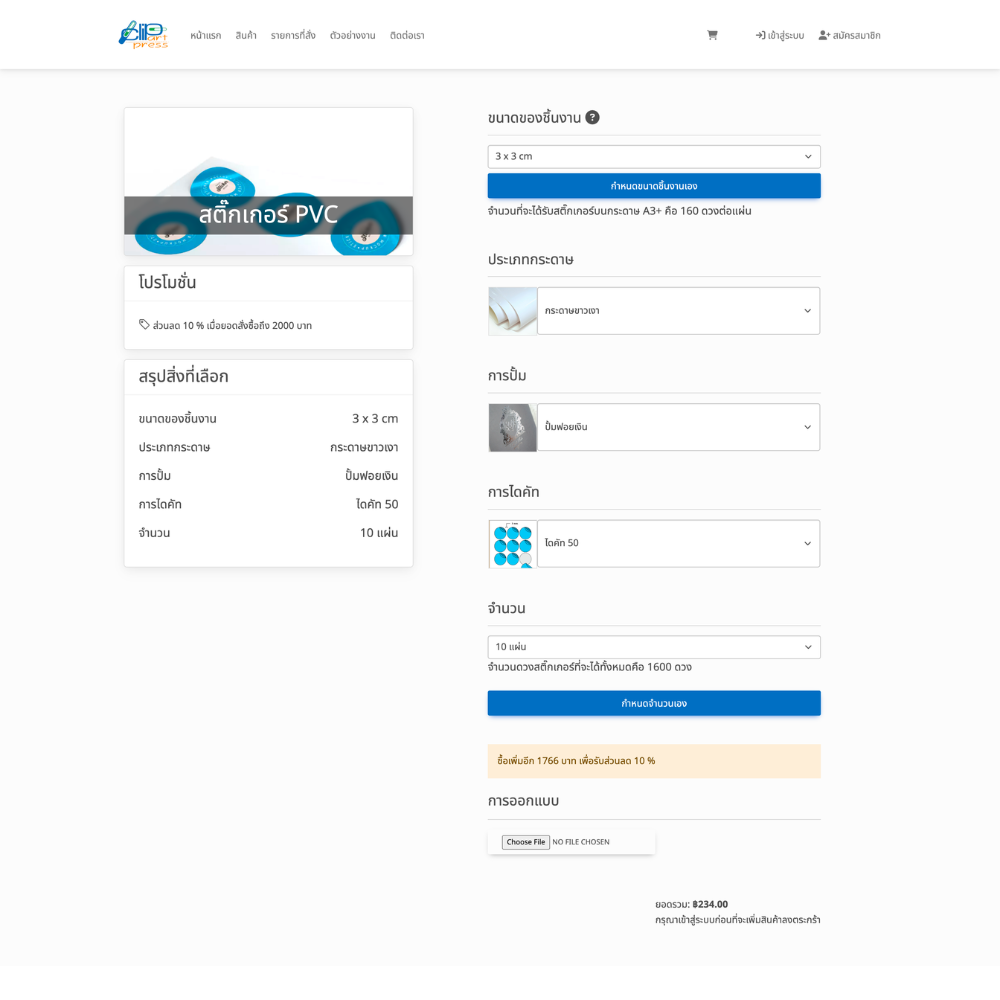 clip art press
หน้าแรก สินค้า รายการที่สั่ง ตัวอย่างงาน ติดต่อเรา เข้าสู่ระบบ สมัครสมาชิก
สติ๊กเกอร์ PVC
โปรโมชั่น
ส่วนลด 10 % เมื่อยอดสั่งซื้อถึง 2000 บาท
สรุปสิ่งที่เลือก
ขนาดของชิ้นงาน 3 x 3 cm
ประเภทกระดาษ กระดาษขาวเงา
การปั้ม ปั้มฟอยเงิน
การไดคัท ไดคัท 50
จำนวน 10 แผ่น
ขนาดของชิ้นงาน ?
3 x 3 cm
กำหนดขนาดชิ้นงานเอง
จำนวนที่จะได้รับสติ๊กเกอร์บนกระดาษ A3+ คือ 160 ดวงต่อแผ่น
ประเภทกระดาษ
กระดาษขาวเงา
การปั้ม
ปั้มฟอยเงิน
การไดคัท
ไดคัท 50
จำนวน
10 แผ่น
จำนวนดวงสติ๊กเกอร์ที่จะได้ทั้งหมดคือ 1600 ดวง
กำหนดจำนวนเอง
ซื้อเพิ่มอีก 1766 บาท เพื่อรับส่วนลด 10 %
การออกแบบ
Choose File NO FILE CHOSEN
ยอดรวม: ฿234.00
กรุณาเข้าสู่ระบบก่อนที่จะเพิ่มสินค้าลงตระกร้า